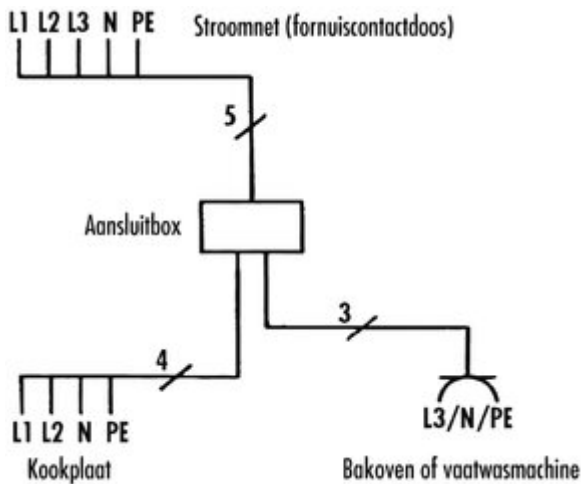 L1 L2 L3 N PE Stroomnet (fornuiscontactdoos)
5
Aansluitbox
3
4
L1 L2 N PE
L3/N/PE
Kookplaat
Bakoven of vaatwasmachine